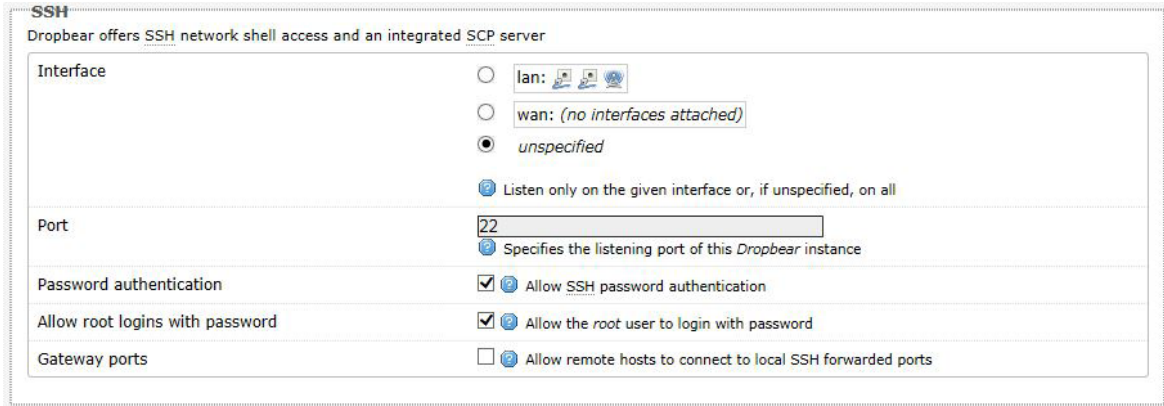 SSH
Dropbear offers SSH network shell access and an integrated SCP server
Interface
lan:
wan: (no interfaces attached)
unspecified
Listen only on the given interface or, if unspecified, on all
Port
22
Specifies the listening port of this Dropbear instance
Password authentication
Allow SSH password authentication
Allow root logins with password
Allow the root user to login with password
Gateway ports
Allow remote hosts to connect to local SSH forwarded ports